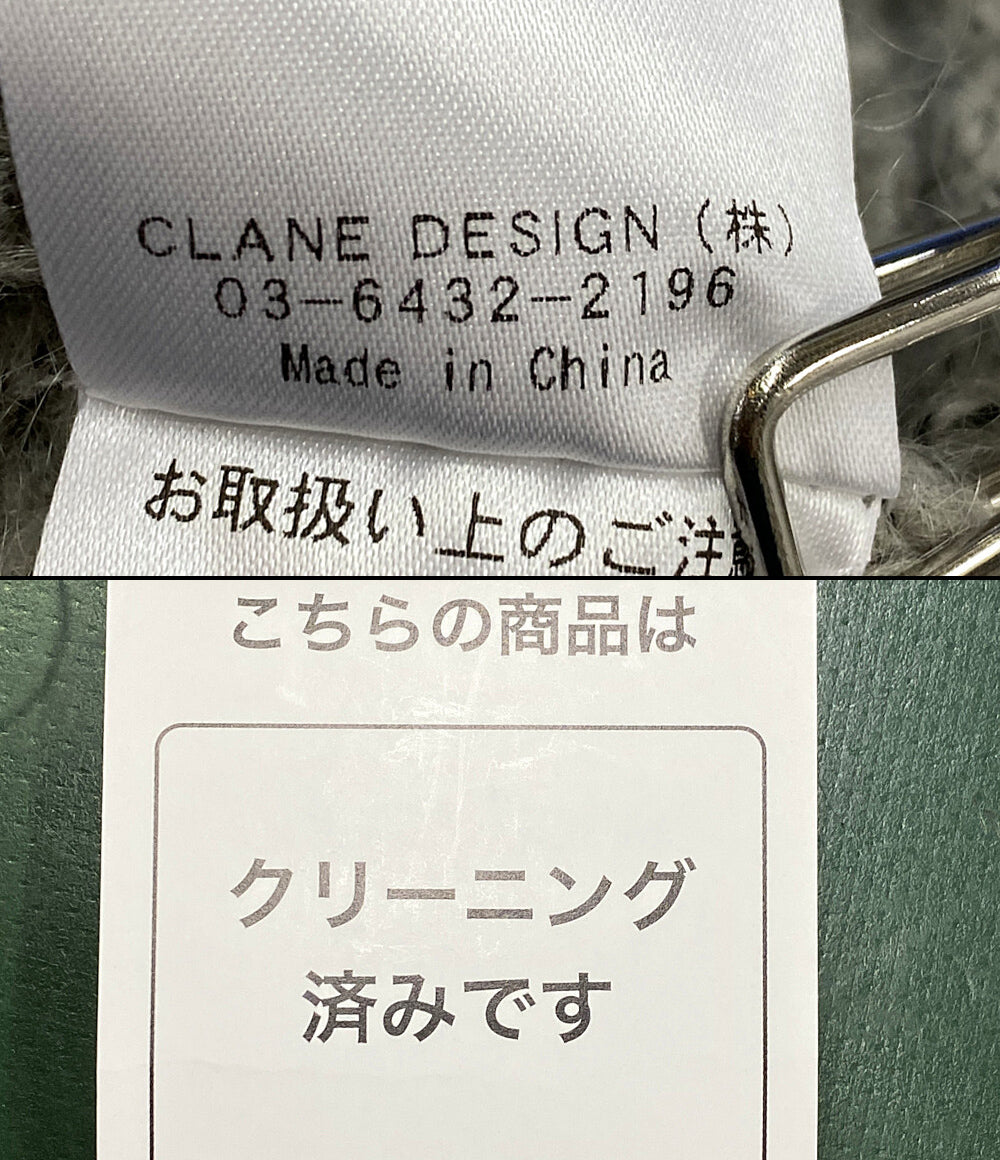 CLANE DESIGN (株)
03-6432-2196
Made in China
お取扱い上のご注
こちらの商品は
クリーニング
済みです